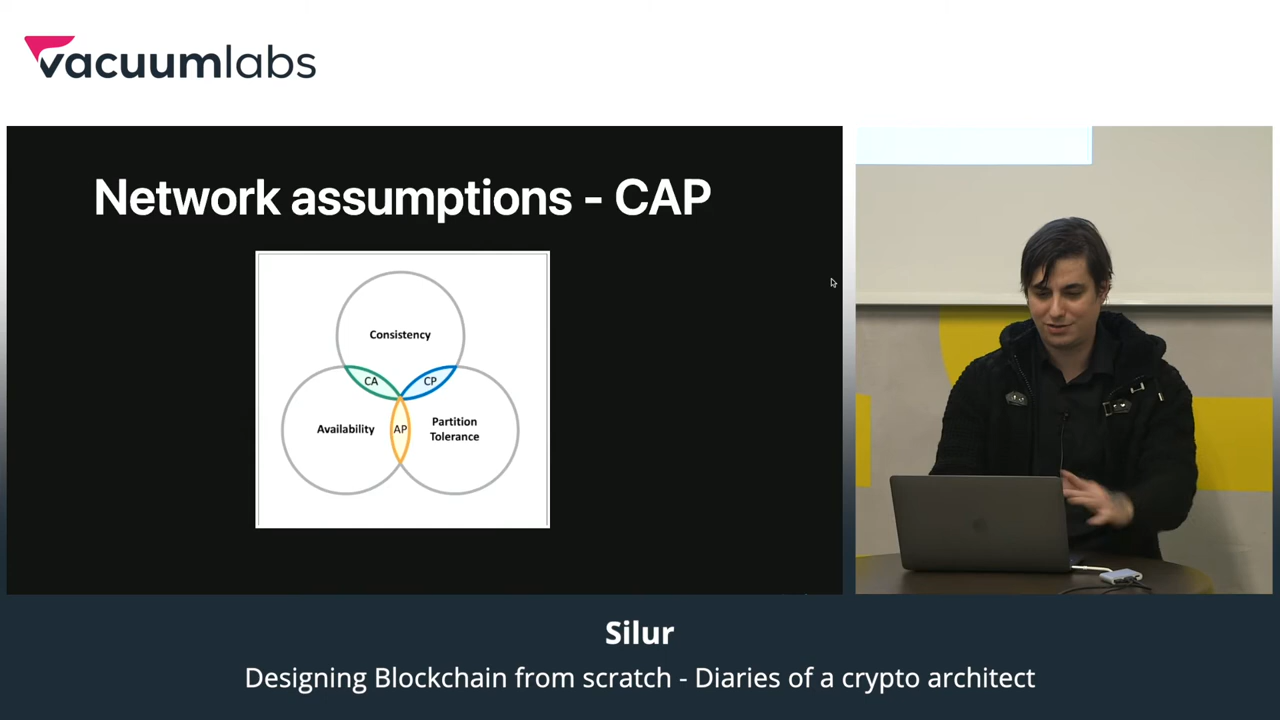 vacuumlabs
Network assumptions - CAP
Consistency
CA
CP
Availability
AP
Partition
Tolerance
Silur
Designing Blockchain from scratch - Diaries of a crypto architect